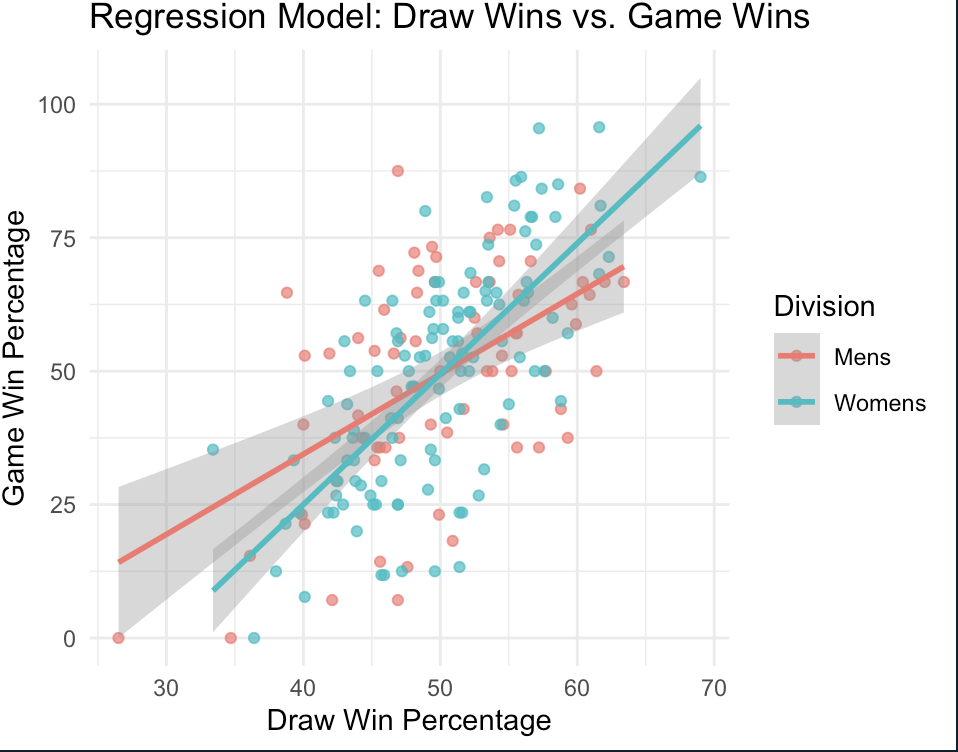 Regression Model: Draw Wins vs. Game Wins
Game Win Percentage
100
75
50
25
0
30 40 50 60 70
Draw Win Percentage
Division
Mens
Womens